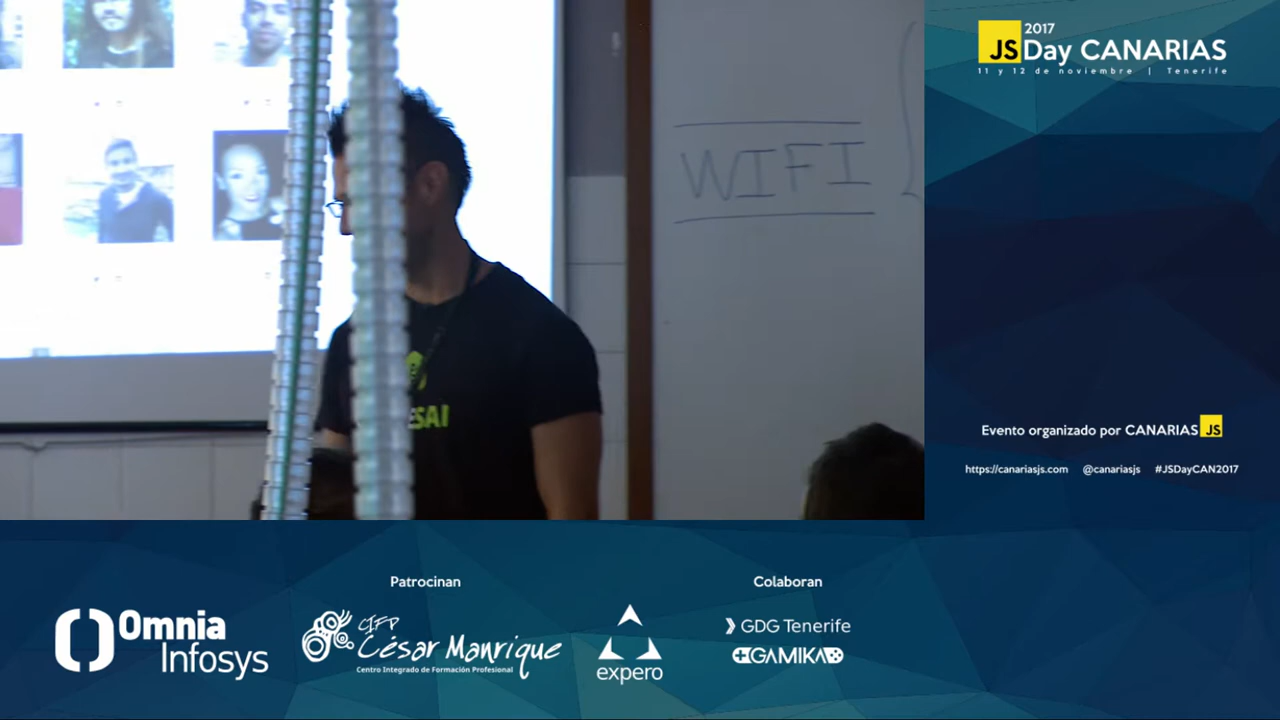 2017
JS Day CANARIAS
11 y 12 de noviembre | Tenerife
WIFI
SAI
Evento organizado por CANARIAS JS
https://canariasjs.com @canariasjs #JSDayCAN2017
Patrocinan
Colaboran
Omnia
Infosys
CIFP
César Manrique
Centro Integrado de Formación Profesional
expero
GDG Tenerife
GAMIKA